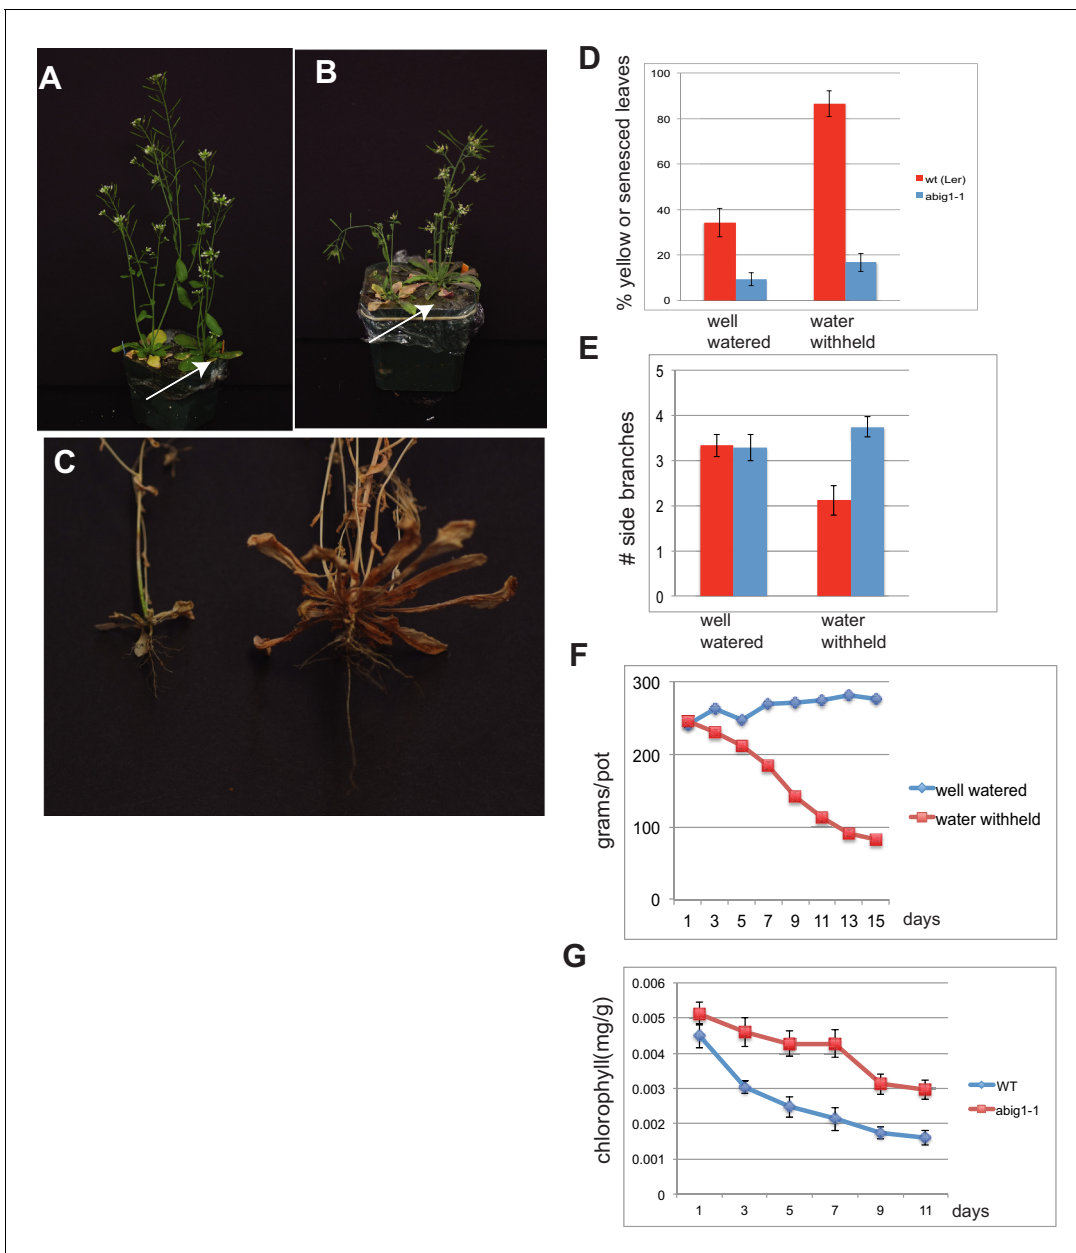 A
B
C
D
% yellow or senesced leaves
100
80
60
40
20
0
wt (Ler)
abig1-1
well
watered
water
withheld
E
# side branches
5
4
3
2
1
0
well
watered
water
withheld
F
grams/pot
300
200
100
0
1 3 5 7 9 11 13 15 days
well watered
water withheld
G
chlorophyll(mg/g)
0.006
0.005
0.004
0.003
0.002
0.001
0
1 3 5 7 9 11 days
WT
abig1-1